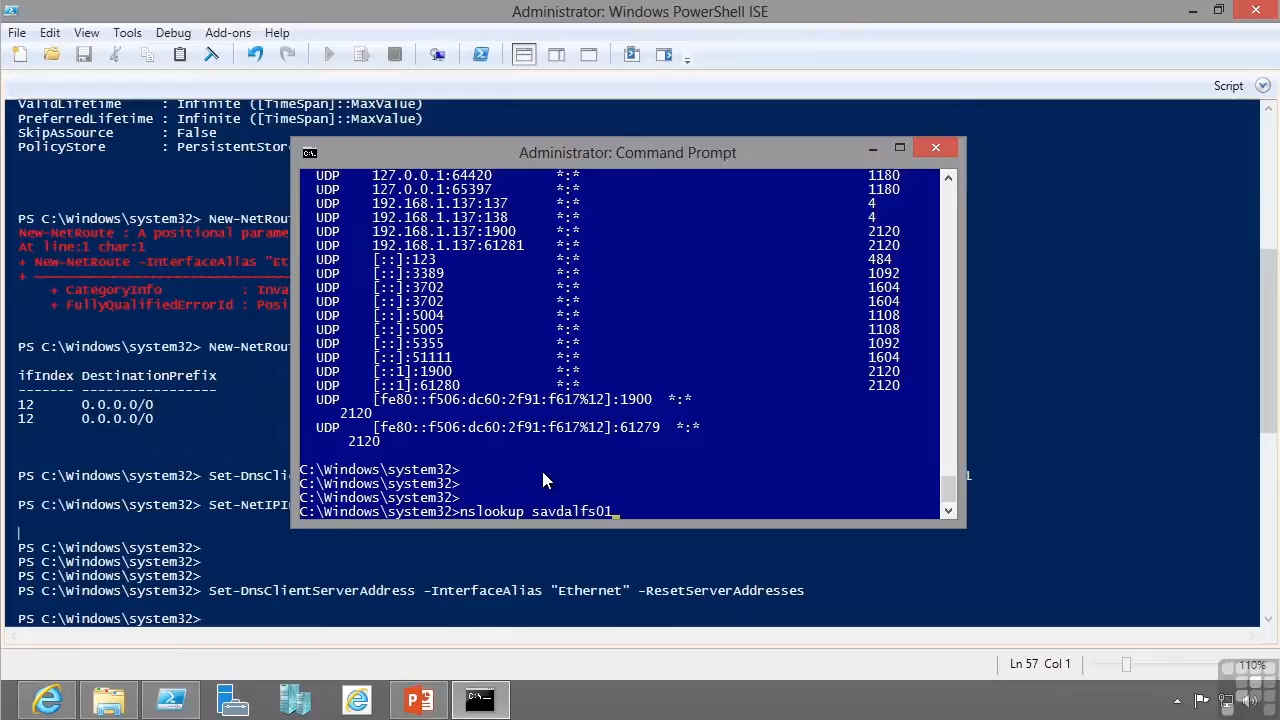 Administrator: Windows PowerShell ISE
File Edit View Tools Debug Add-ons Help
Script
ValidLifetime : Infinite ([TimeSpan]::MaxValue)
PreferredLifetime : Infinite ([TimeSpan]::MaxValue)
SkipAsSource : False
PolicyStore : PersistentStore
PS C:\Windows\system32> New-NetRout
New-NetRoute : A positional parame
At line:1 char:1
+ New-NetRoute -InterfaceAlias "Et
+ ~~~~~~~~~~~~~~~~~~~~~~~~~~~~~~~~
+ CategoryInfo : Inva
+ FullyQualifiedErrorId : Posi
PS C:\Windows\system32> New-NetRout
ifIndex DestinationPrefix
------- -----------------
12 0.0.0.0/0
12 0.0.0.0/0
PS C:\Windows\system32> Set-DnsCli
PS C:\Windows\system32> Set-NetIPI
PS C:\Windows\system32>
PS C:\Windows\system32>
PS C:\Windows\system32>
PS C:\Windows\system32> Set-DnsClientServerAddress -InterfaceAlias "Ethernet" -ResetServerAddresses
PS C:\Windows\system32>
Administrator: Command Prompt
UDP 127.0.0.1:64420 *:* 1180
UDP 127.0.0.1:65397 *:* 1180
UDP 192.168.1.137:137 *:* 4
UDP 192.168.1.137:138 *:* 4
UDP 192.168.1.137:1900 *:* 2120
UDP 192.168.1.137:61281 *:* 2120
UDP [::]:123 *:* 484
UDP [::]:3389 *:* 1092
UDP [::]:3702 *:* 1604
UDP [::]:3702 *:* 1604
UDP [::]:5004 *:* 1108
UDP [::]:5005 *:* 1108
UDP [::]:5355 *:* 1092
UDP [::]:51111 *:* 1604
UDP [::1]:1900 *:* 2120
UDP [::1]:61280 *:* 2120
UDP [fe80::f506:dc60:2f91:f617%12]:1900 *:*
2120
UDP [fe80::f506:dc60:2f91:f617%12]:61279 *:*
2120
C:\Windows\system32>
C:\Windows\system32>
C:\Windows\system32>
C:\Windows\system32>nslookup savdalfs01
Ln 57 Col 1
110%